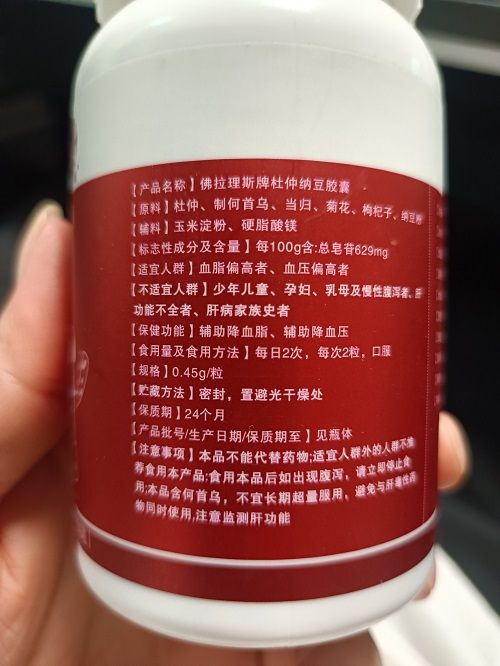 【产品名称】佛拉理斯牌杜仲纳豆胶囊
【原料】杜仲、制何首乌、当归、菊花、枸杞子、纳豆粉
【辅料】玉米淀粉、硬脂酸镁
【标志性成分及含量】每100g含:总皂苷629mg
【适宜人群】血脂偏高者、血压偏高者
【不适宜人群】少年儿童、孕妇、乳母及慢性腹泻者、肝
功能不全者、肝病家族史者
【保健功能】辅助降血脂、辅助降血压
【食用量及食用方法】每日2次，每次2粒，口服
【规格】0.45g/粒
【贮藏方法】密封，置避光干燥处
【保质期】24个月
【产品批号/生产日期/保质期至】见瓶体
【注意事项】本品不能代替药物;适宜人群外的人群不推
荐食用本产品;食用本品后如出现腹泻，请立即停止食
用;本品含何首乌，不宜长期超量服用，避免与肝毒性药
物同时使用,注意监测肝功能